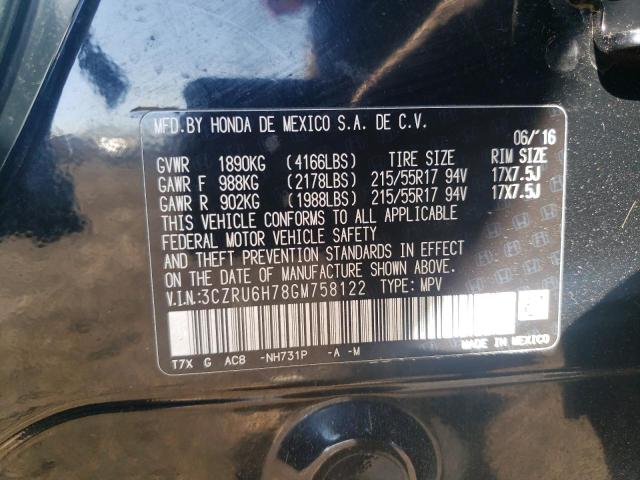 MFD.BY HONDA DE MEXICO S.A. DE C.V.
06/'16
GVWR 1890KG (4166LBS) TIRE SIZE RIM SIZE
GAWR F 988KG (2178LBS) 215/55R17 94V 17X7.5J
GAWR R 902KG (1988LBS) 215/55R17 94V 17X7.5J
THIS VEHICLE CONFORMS TO ALL APPLICABLE
FEDERAL MOTOR VEHICLE SAFETY
AND THEFT PREVENTION STANDARDS IN EFFECT
ON THE DATE OF MANUFACTURE SHOWN ABOVE.
V.I.N.:3CZRU6H78GM758122 TYPE: MPV
T7X G AC8 -NH731P -A -M
MADE IN MEXICO